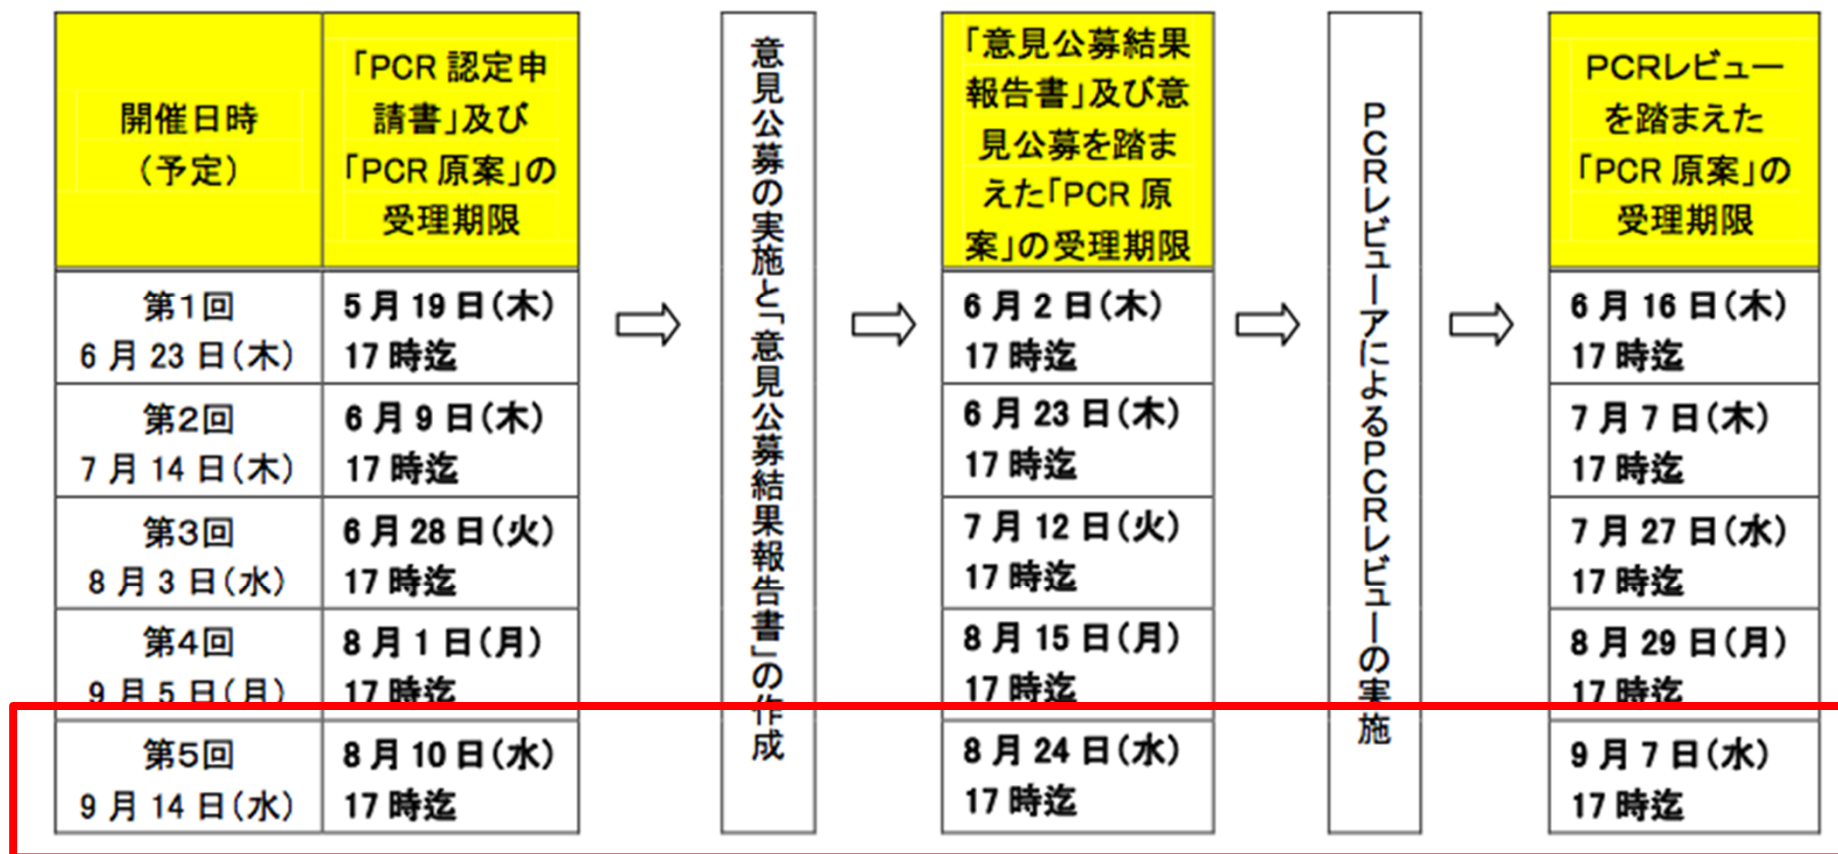 開催日時
(予定)
「PCR 認定申
請書」及び
「PCR 原案」の
受理期限
意見公募の実施と「意見公募結果報告書」の作成
「意見公募結果
報告書」及び意
見公募を踏ま
えた「PCR 原
案」の受理期限
PCRレビューアによるPCRレビューの実施
PCRレビュー
を踏まえた
「PCR 原案」の
受理期限
第1回
6 月 23 日(木)
5 月 19 日(木)
17 時迄
6 月 2 日(木)
17 時迄
6 月 16 日(木)
17 時迄
第2回
7 月 14 日(木)
6 月 9 日(木)
17 時迄
6 月 23 日(木)
17 時迄
7 月 7 日(木)
17 時迄
第3回
8 月 3 日(水)
6 月 28 日(火)
17 時迄
7 月 12 日(火)
17 時迄
7 月 27 日(水)
17 時迄
第4回
9 月 5 日(月)
8 月 1 日(月)
17 時迄
8 月 15 日(月)
17 時迄
8 月 29 日(月)
17 時迄
第5回
9 月 14 日(水)
8 月 10 日(水)
17 時迄
8 月 24 日(水)
17 時迄
9 月 7 日(水)
17 時迄